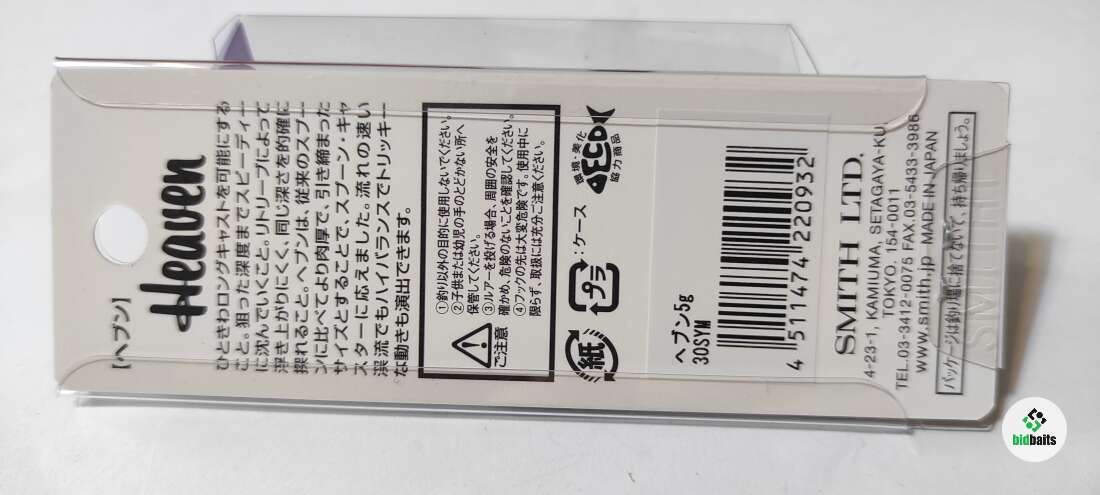 [ヘブン]
Heaven
ひときわロングキャストを可能にする
こと。狙った深度までスピーディー
に沈んでいくこと。リトリーブによって
浮き上がりにくく、同じ深さを的確に
探れること。ヘブンは、従来のスプー
ンに比べてより肉厚で、引き締まった
サイズとすることで、スプーン・キャ
スターに応えました。流れの速い
渓流でもハイバランスでトリッキー
な動きも演出できます。
ご注意
①釣り以外の目的に使用しないでください。
②子供または幼児の手のとどかない所へ
保管してください。
③ルアーを投げる場合、周囲の安全を
確かめ、危険のないことを確認してください。
④フックの先は大変危険です。使用中に
限らず、取扱には充分ご注意ください。
紙
プラ
:ケース
環境・美化
ECO
協力商品
ヘブン5g
30SYM
4 511474 220932
SMITH LTD.
4-23-1, KAMIUMA, SETAGAYA-KU
TOKYO. 154-0011
TEL.03-3412-0075 FAX.03-5433-3986
www.smith.jp MADE-IN-JAPAN
パッケージは釣り場に捨てないで、持ち帰りましょう。
SMITH
bidbaits